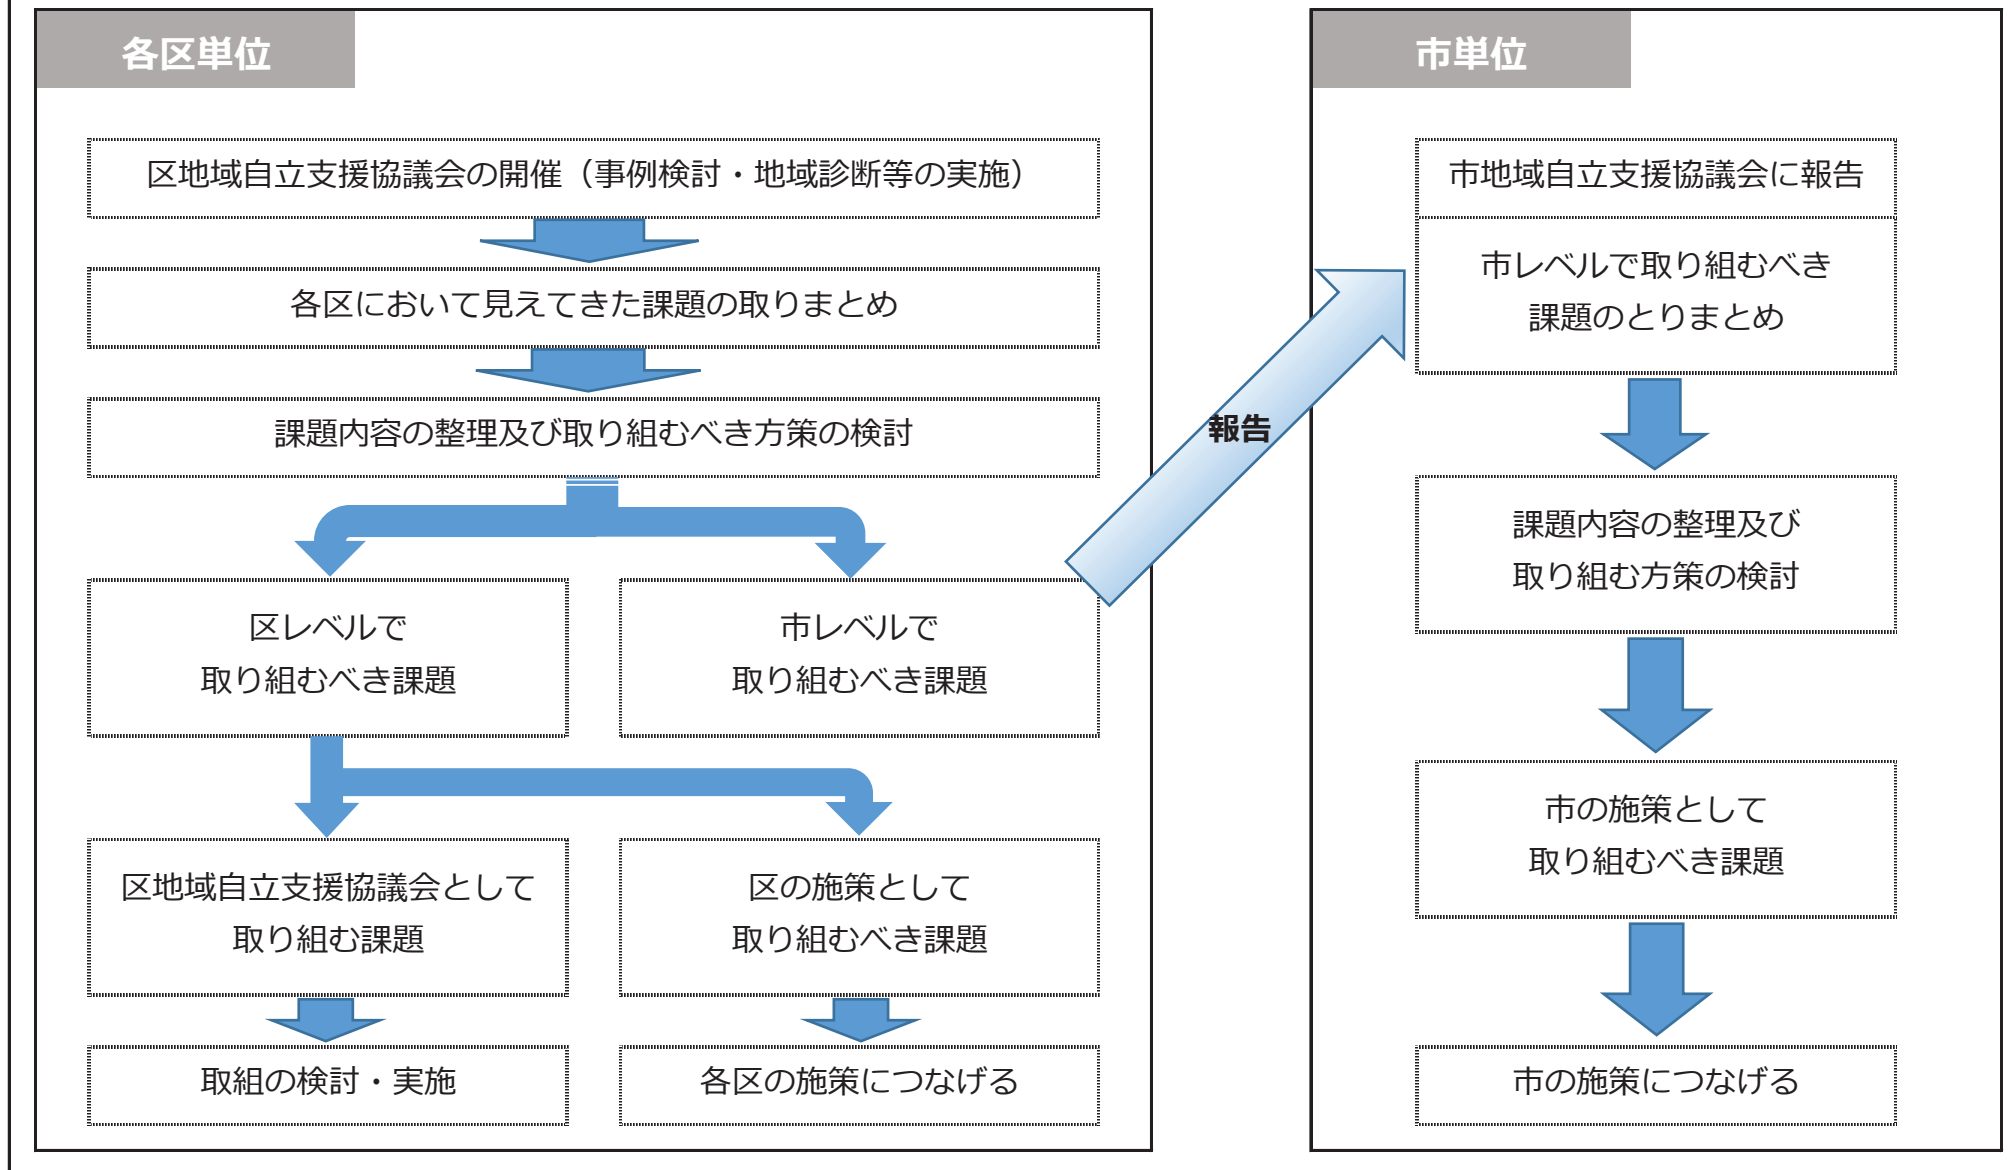 各区単位
区地域自立支援協議会の開催（事例検討・地域診断等の実施）
各区において見えてきた課題の取りまとめ
課題内容の整理及び取り組むべき方策の検討
区レベルで
取り組むべき課題
市レベルで
取り組むべき課題
区地域自立支援協議会として
取り組む課題
区の施策として
取り組むべき課題
取組の検討・実施
各区の施策につなげる
報告
市単位
市地域自立支援協議会に報告
市レベルで取り組むべき
課題のとりまとめ
課題内容の整理及び
取り組む方策の検討
市の施策として
取り組むべき課題
市の施策につなげる